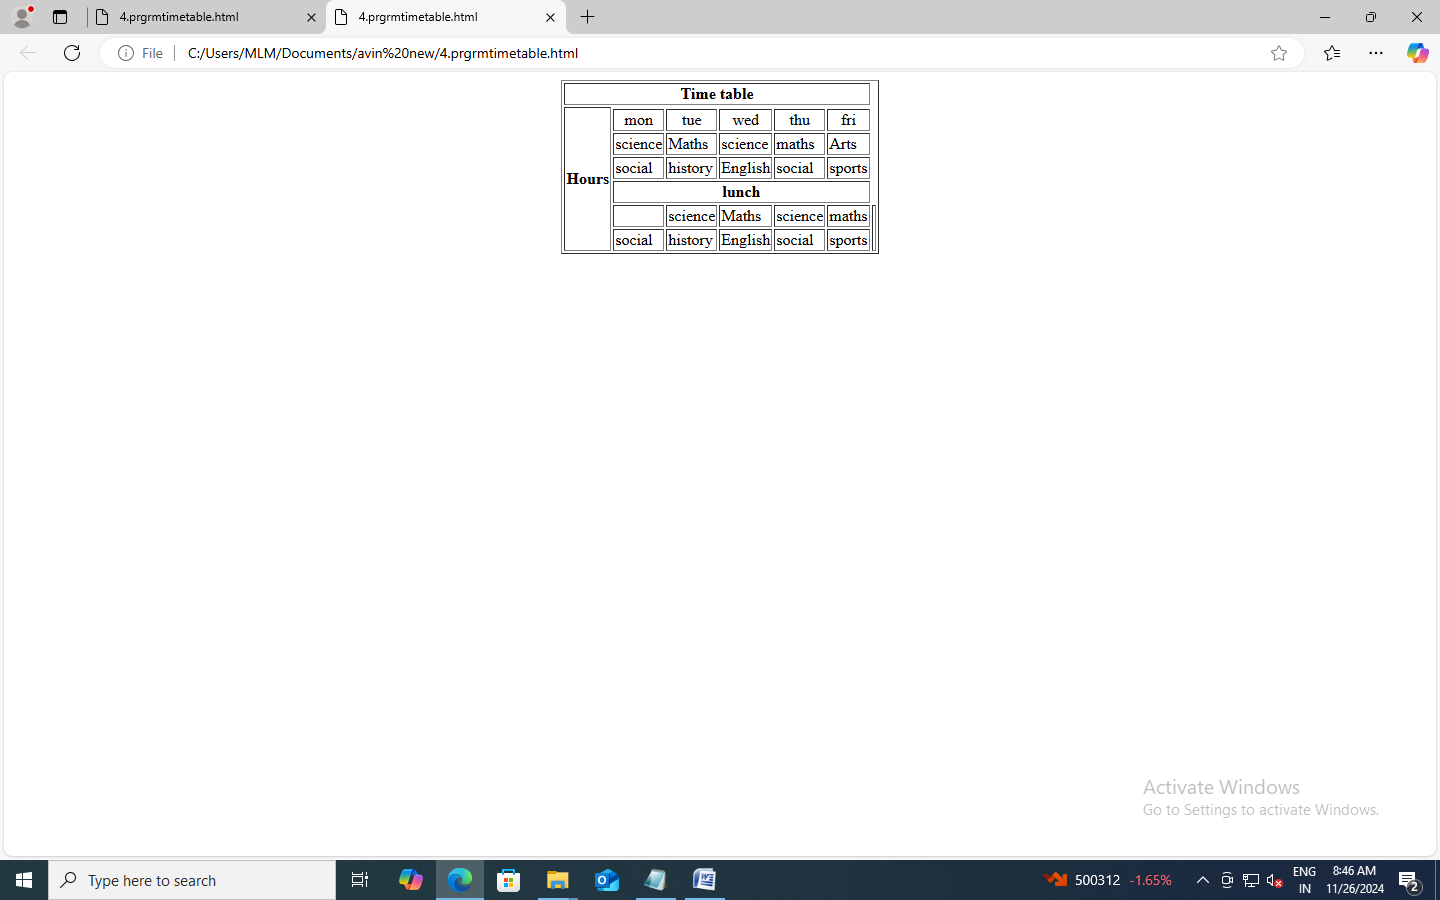 4.prgrmtimetable.html 4.prgrmtimetable.html
File C:/Users/MLM/Documents/avin%20new/4.prgrmtimetable.html
Time table
mon tue wed thu fri
science Maths science maths Arts
social history English social sports
Hours
lunch
science Maths science maths
social history English social sports
Activate Windows
Go to Settings to activate Windows.
Type here to search
500312 -1.65%
ENG
IN
8:46 AM
11/26/2024
2